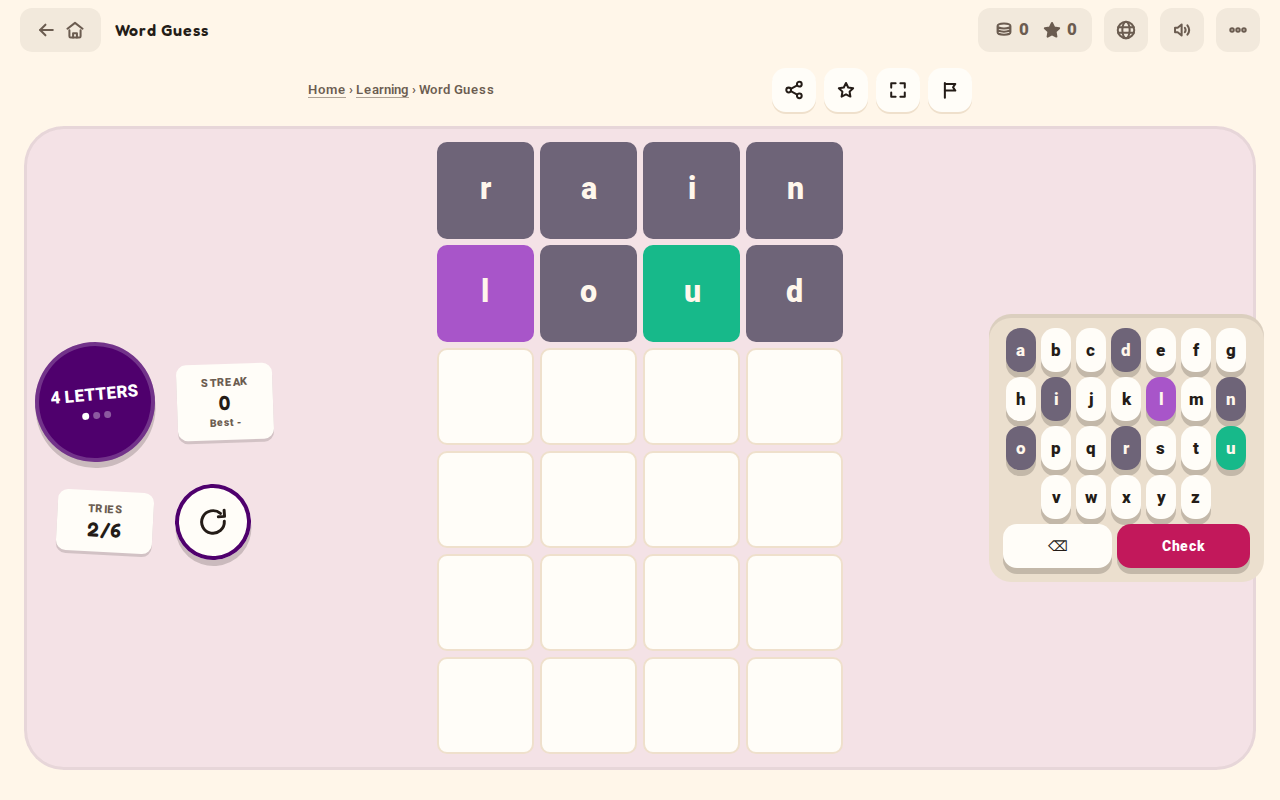 Word Guess
0 0
Home › Learning › Word Guess
r a i n
l o u d
4 LETTERS
STREAK
0
Best -
TRIES
2/6
a b c d e f g
h i j k l m n
o p q r s t u
v w x y z
⌫ Check